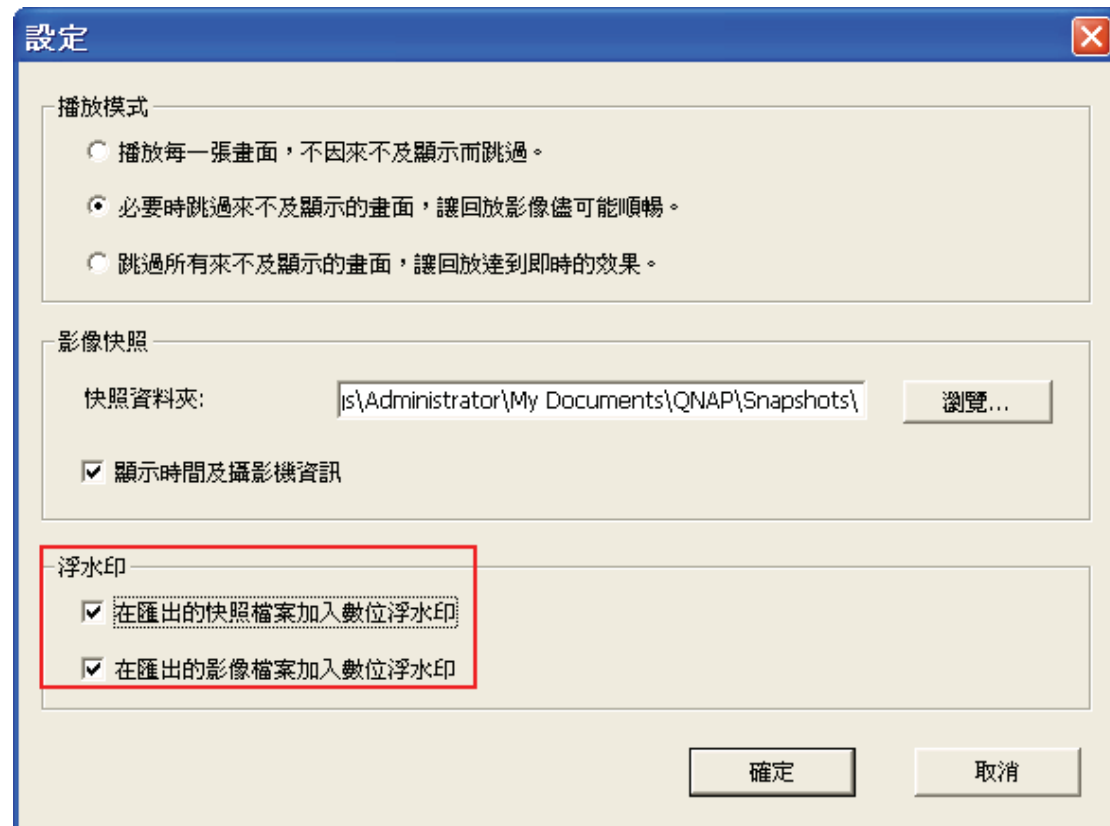 設定
播放模式
播放每一張畫面，不因來不及顯示而跳過。
必要時跳過來不及顯示的畫面，讓回放影像儘可能順暢。
跳過所有來不及顯示的畫面，讓回放達到即時的效果。
影像快照
快照資料夾: \Administrator\My Documents\QNAP\Snapshots\ 瀏覽...
顯示時間及攝影機資訊
浮水印
在匯出的快照檔案加入數位浮水印
在匯出的影像檔案加入數位浮水印
確定 取消